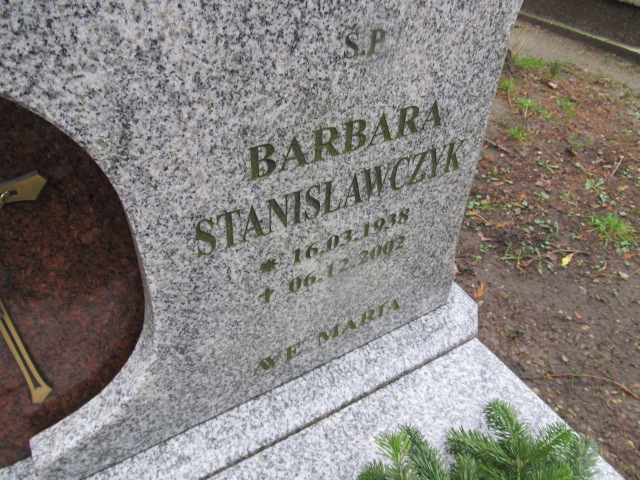 Ś.P.
BARBARA
STANISŁAWCZYK
* 16.03.1938
✝ 06.12.2002
AVE MARIA